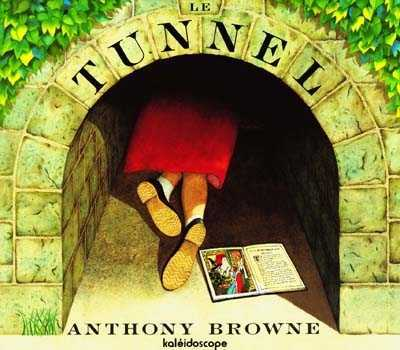 LE
TUNNEL
ANTHONY BROWNE
kaléidoscope